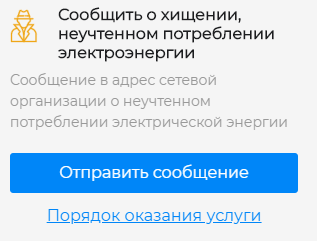 Сообщить о хищении,
неучтенном потреблении
электроэнергии
Сообщение в адрес сетевой
организации о неучтенном
потреблении электрической энергии
Отправить сообщение
Порядок оказания услуги